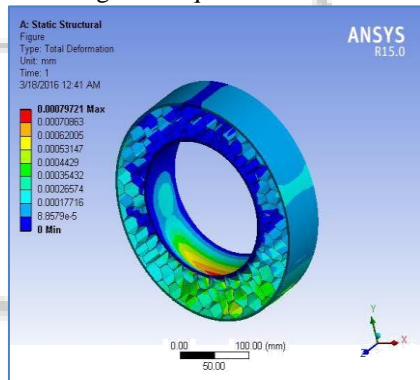 A: Static Structural
Figure
Type: Total Deformation
Unit: mm
Time: 1
3/18/2016 12:41 AM
ANSYS
R15.0
0.00079721 Max
0.00070863
0.00062005
0.00053147
0.0004429
0.00035432
0.00026574
0.00017716
8.8579e-5
0 Min
0.00
100.00 (mm)
50.00
Y
X
Z